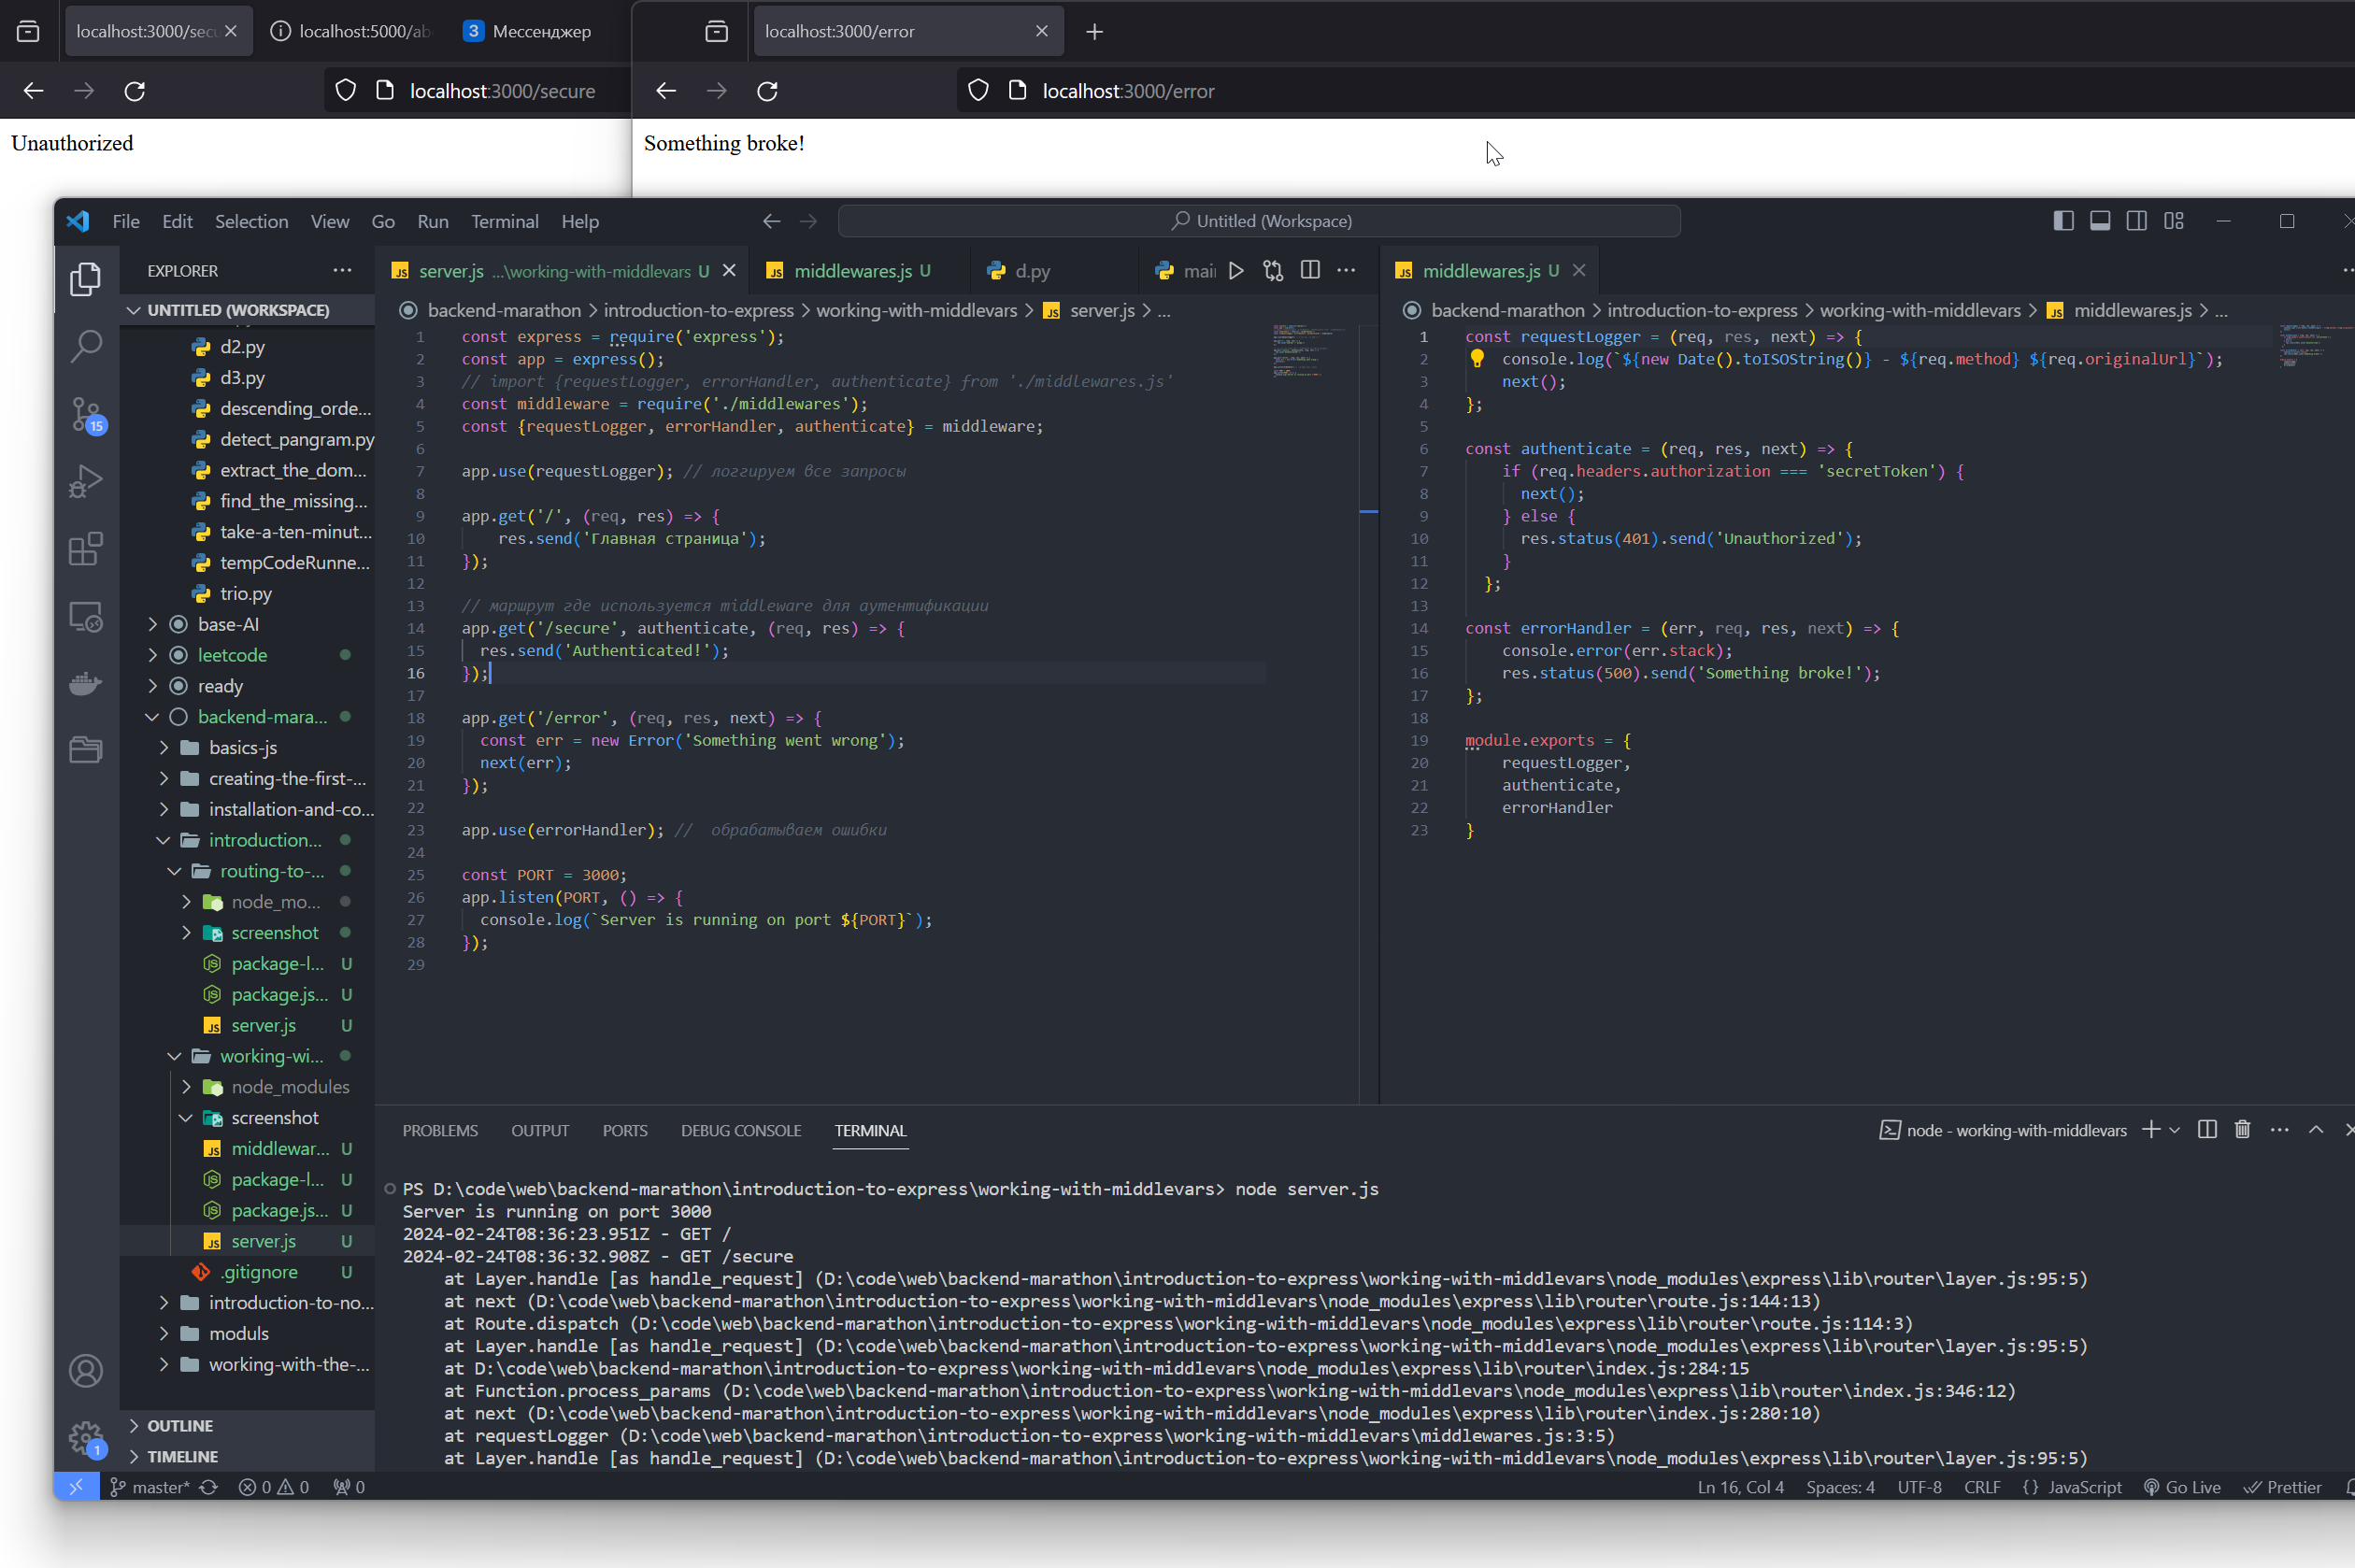 localhost:3000/secu
localhost:5000/ab
3 Мессенджер
localhost:3000/error
localhost:3000/secure
localhost:3000/error
Unauthorized
Something broke!
File Edit Selection View Go Run Terminal Help
Untitled (Workspace)
EXPLORER
UNTITLED (WORKSPACE)
d2.py
d3.py
descending_orde...
detect_pangram.py
extract_the_dom...
find_the_missing...
take-a-ten-minut...
tempCodeRunne...
trio.py
base-AI
leetcode
ready
backend-mara...
basics-js
creating-the-first-...
installation-and-co...
introduction...
routing-to-...
node_mo...
screenshot
package-l... U
package.js... U
server.js U
working-wi...
node_modules
screenshot
middlewar... U
package-l... U
package.js... U
server.js U
.gitignore U
introduction-to-no...
moduls
working-with-the-...
OUTLINE
TIMELINE
15
1
server.js ...\working-with-middlevars U
middlewares.js U
d.py
mai
backend-marathon > introduction-to-express > working-with-middlevars > server.js > ...
1 const express = require('express');
2 const app = express();
3 // import {requestLogger, errorHandler, authenticate} from './middlewares.js'
4 const middleware = require('./middlewares');
5 const {requestLogger, errorHandler, authenticate} = middleware;
6
7 app.use(requestLogger); // логгируем все запросы
8
9 app.get('/', (req, res) => {
10 res.send('Главная страница');
11 });
12
13 // маршрут где используется middleware для аутентификации
14 app.get('/secure', authenticate, (req, res) => {
15 res.send('Authenticated!');
16 });
17
18 app.get('/error', (req, res, next) => {
19 const err = new Error('Something went wrong');
20 next(err);
21 });
22
23 app.use(errorHandler); //  обрабатываем ошибки
24
25 const PORT = 3000;
26 app.listen(PORT, () => {
27 console.log(`Server is running on port ${PORT}`);
28 });
29
middlewares.js U
backend-marathon > introduction-to-express > working-with-middlevars > middlewares.js > ...
1 const requestLogger = (req, res, next) => {
2 console.log(`${new Date().toISOString()} - ${req.method} ${req.originalUrl}`);
3 next();
4 };
5
6 const authenticate = (req, res, next) => {
7 if (req.headers.authorization === 'secretToken') {
8 next();
9 } else {
10 res.status(401).send('Unauthorized');
11 }
12 };
13
14 const errorHandler = (err, req, res, next) => {
15 console.error(err.stack);
16 res.status(500).send('Something broke!');
17 };
18
19 module.exports = {
20 requestLogger,
21 authenticate,
22 errorHandler
23 }
PROBLEMS OUTPUT PORTS DEBUG CONSOLE TERMINAL
node - working-with-middlevars
PS D:\code\web\backend-marathon\introduction-to-express\working-with-middlevars> node server.js
Server is running on port 3000
2024-02-24T08:36:23.951Z - GET /
2024-02-24T08:36:32.908Z - GET /secure
at Layer.handle [as handle_request] (D:\code\web\backend-marathon\introduction-to-express\working-with-middlevars\node_modules\express\lib\router\layer.js:95:5)
at next (D:\code\web\backend-marathon\introduction-to-express\working-with-middlevars\node_modules\express\lib\router\route.js:144:13)
at Route.dispatch (D:\code\web\backend-marathon\introduction-to-express\working-with-middlevars\node_modules\express\lib\router\route.js:114:3)
at Layer.handle [as handle_request] (D:\code\web\backend-marathon\introduction-to-express\working-with-middlevars\node_modules\express\lib\router\layer.js:95:5)
at D:\code\web\backend-marathon\introduction-to-express\working-with-middlevars\node_modules\express\lib\router\index.js:284:15
at Function.process_params (D:\code\web\backend-marathon\introduction-to-express\working-with-middlevars\node_modules\express\lib\router\index.js:346:12)
at next (D:\code\web\backend-marathon\introduction-to-express\working-with-middlevars\node_modules\express\lib\router\index.js:280:10)
at requestLogger (D:\code\web\backend-marathon\introduction-to-express\working-with-middlevars\middlewares.js:3:5)
at Layer.handle [as handle_request] (D:\code\web\backend-marathon\introduction-to-express\working-with-middlevars\node_modules\express\lib\router\layer.js:95:5)
master* 0 0 0
Ln 16, Col 4 Spaces: 4 UTF-8 CRLF {} JavaScript Go Live Prettier